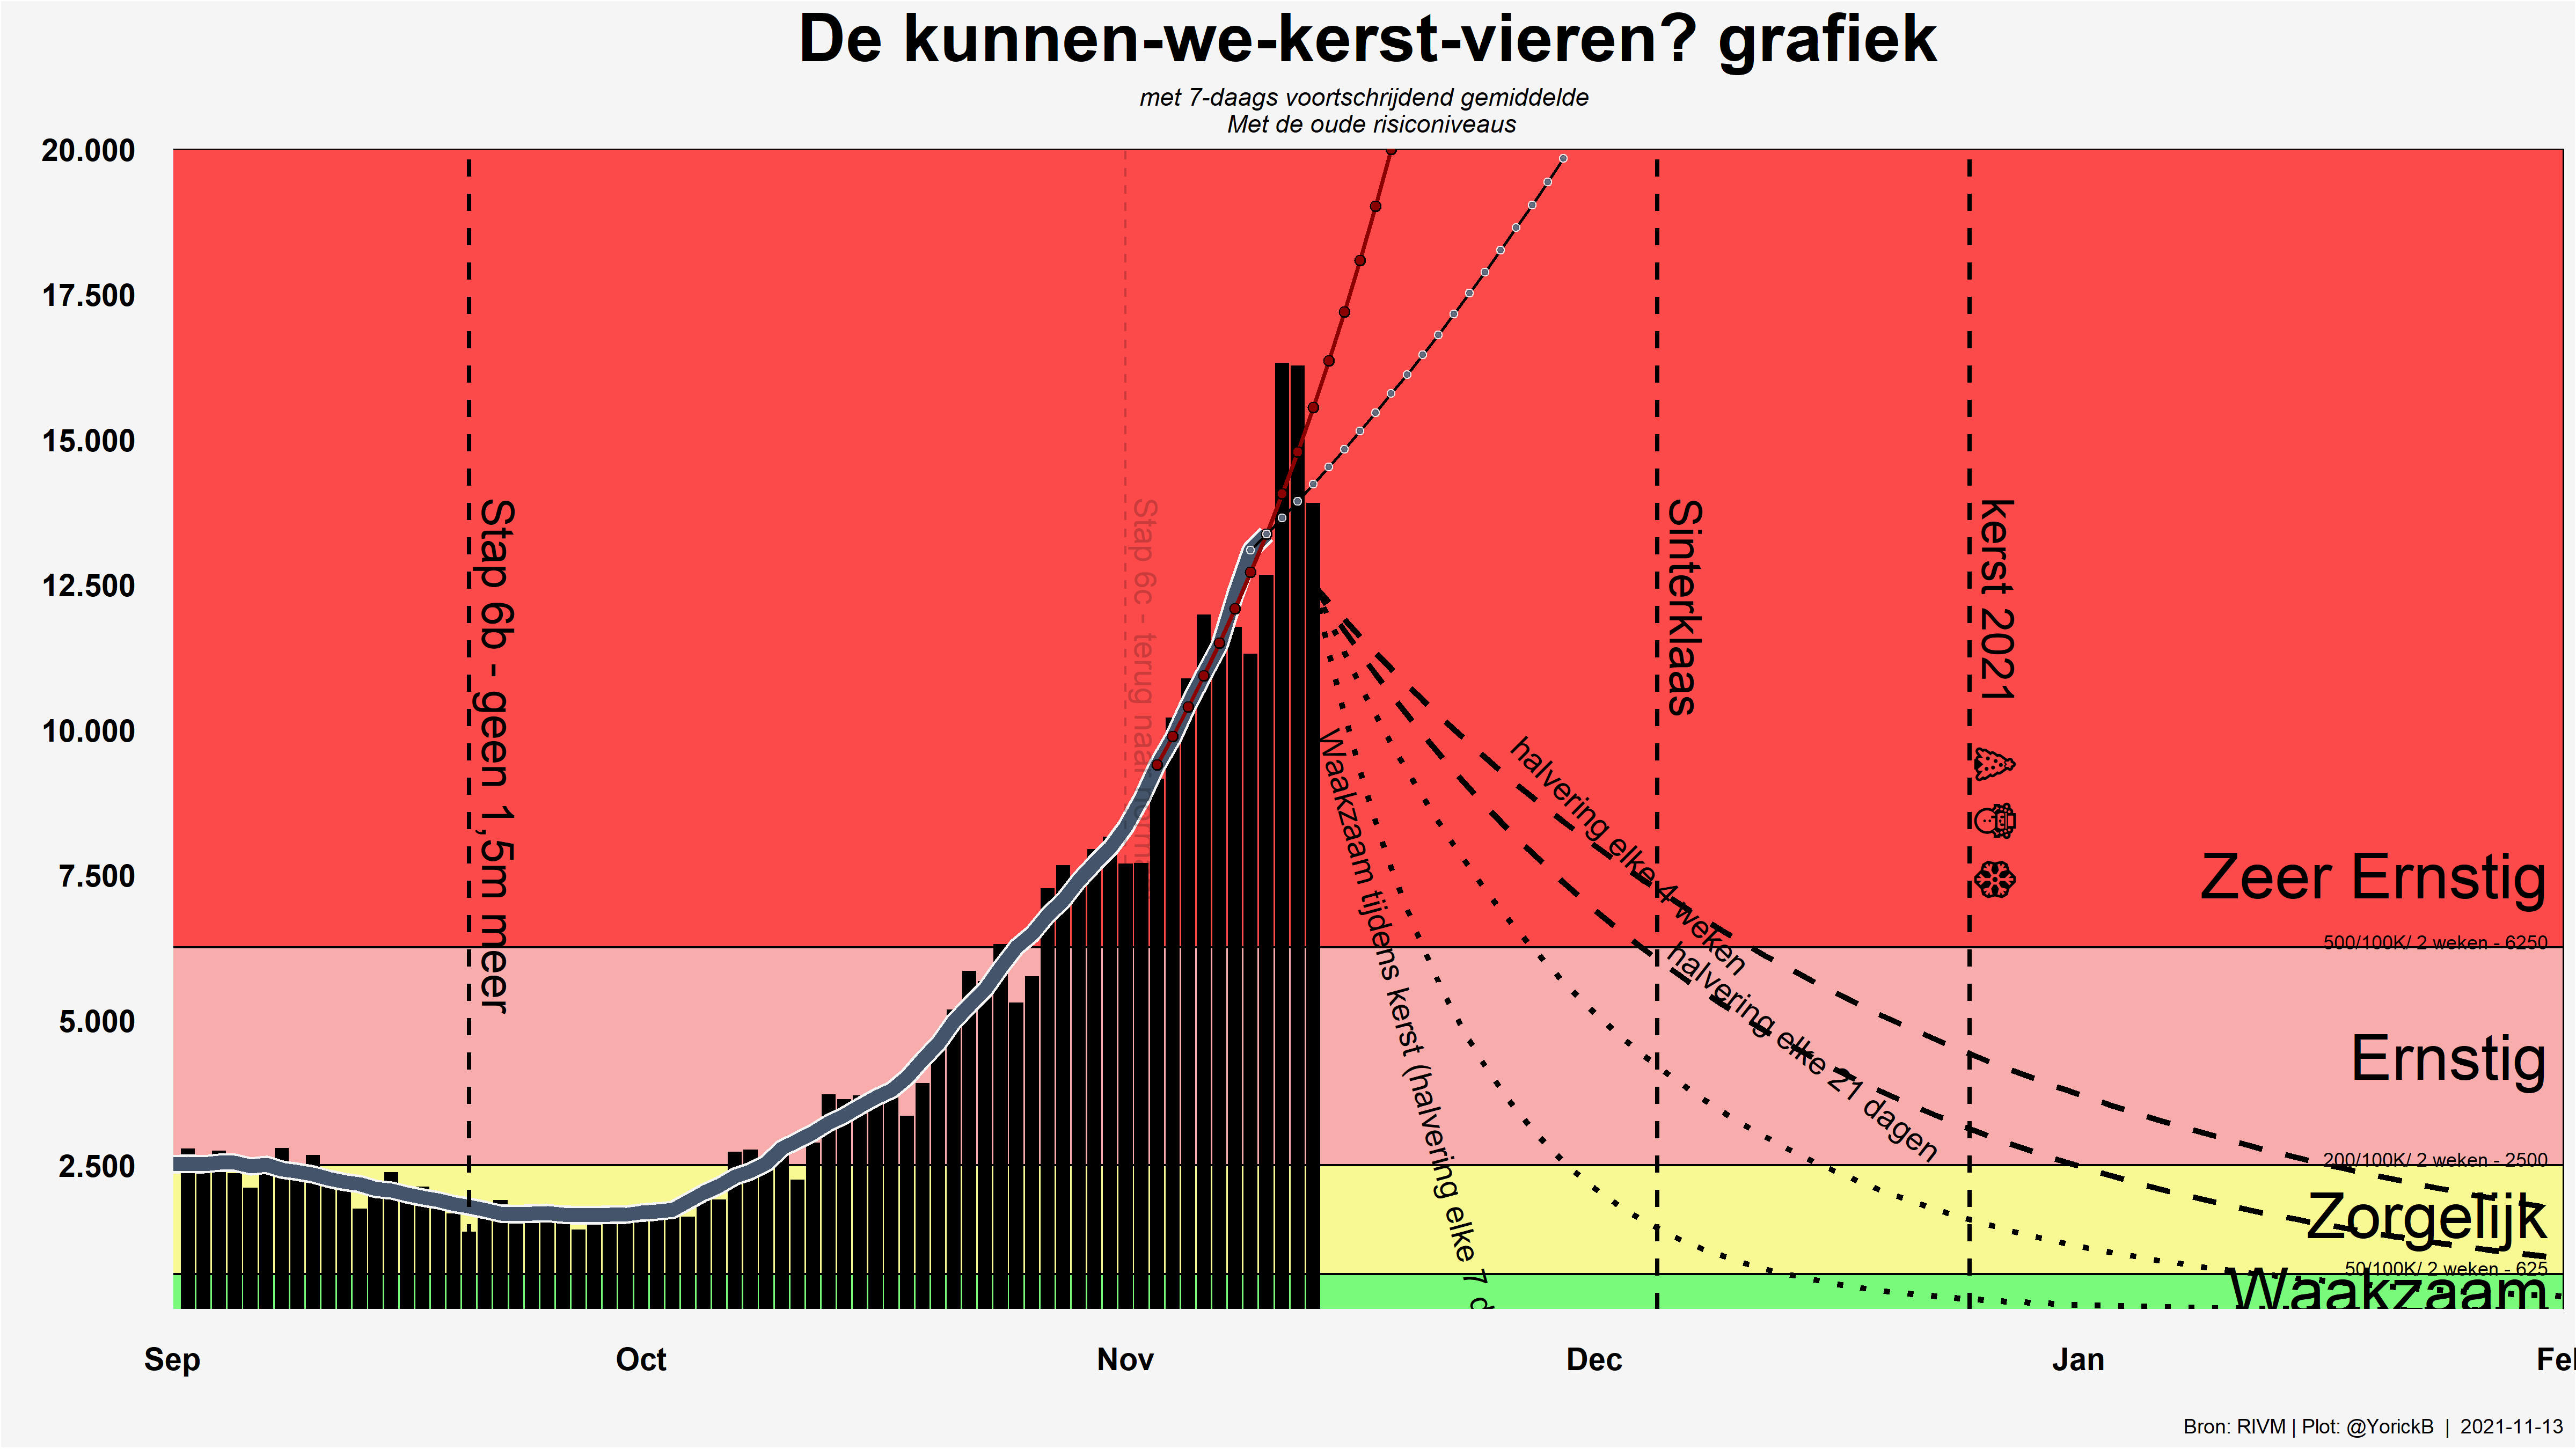 De kunnen-we-kerst-vieren? grafiek
met 7-daags voortschrijdend gemiddelde
Met de oude risiconiveaus
20.000
17.500
15.000
12.500
10.000
7.500
5.000
2.500
Stap 6b - geen 1,5m meer
Stap 6c - terug naar
Sinterklaas
kerst 2021
halvering elke 4 weken
halvering elke 21 dagen
Waakzaam tijdens kerst (halvering elke 7 d
Zeer Ernstig
500/100K/ 2 weken - 6250
Ernstig
200/100K/ 2 weken - 2500
Zorgelijk
50/100K/ 2 weken - 625
Waakzaam
Sep
Oct
Nov
Dec
Jan
Fe
Bron: RIVM | Plot: @YorickB | 2021-11-13